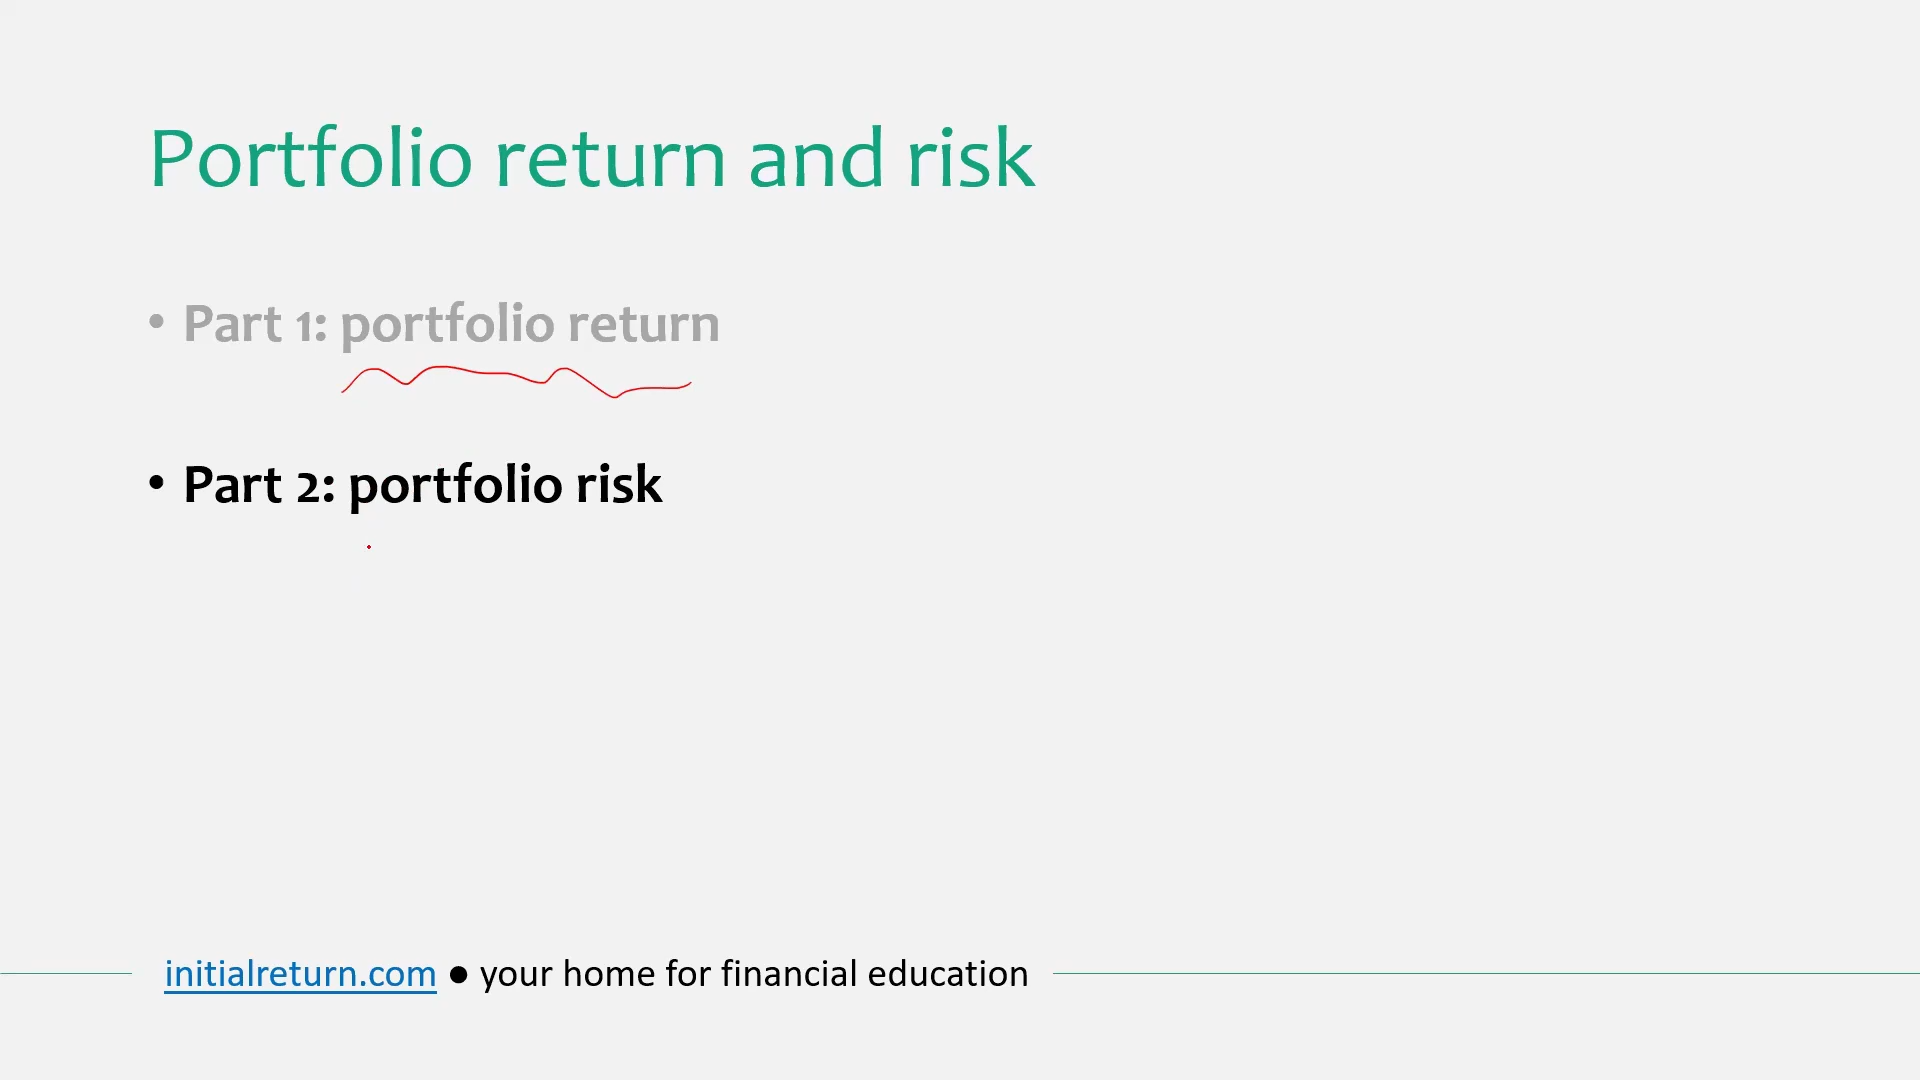 Portfolio return and risk
• Part 1: portfolio return
• Part 2: portfolio risk
initialreturn.com ● your home for financial education